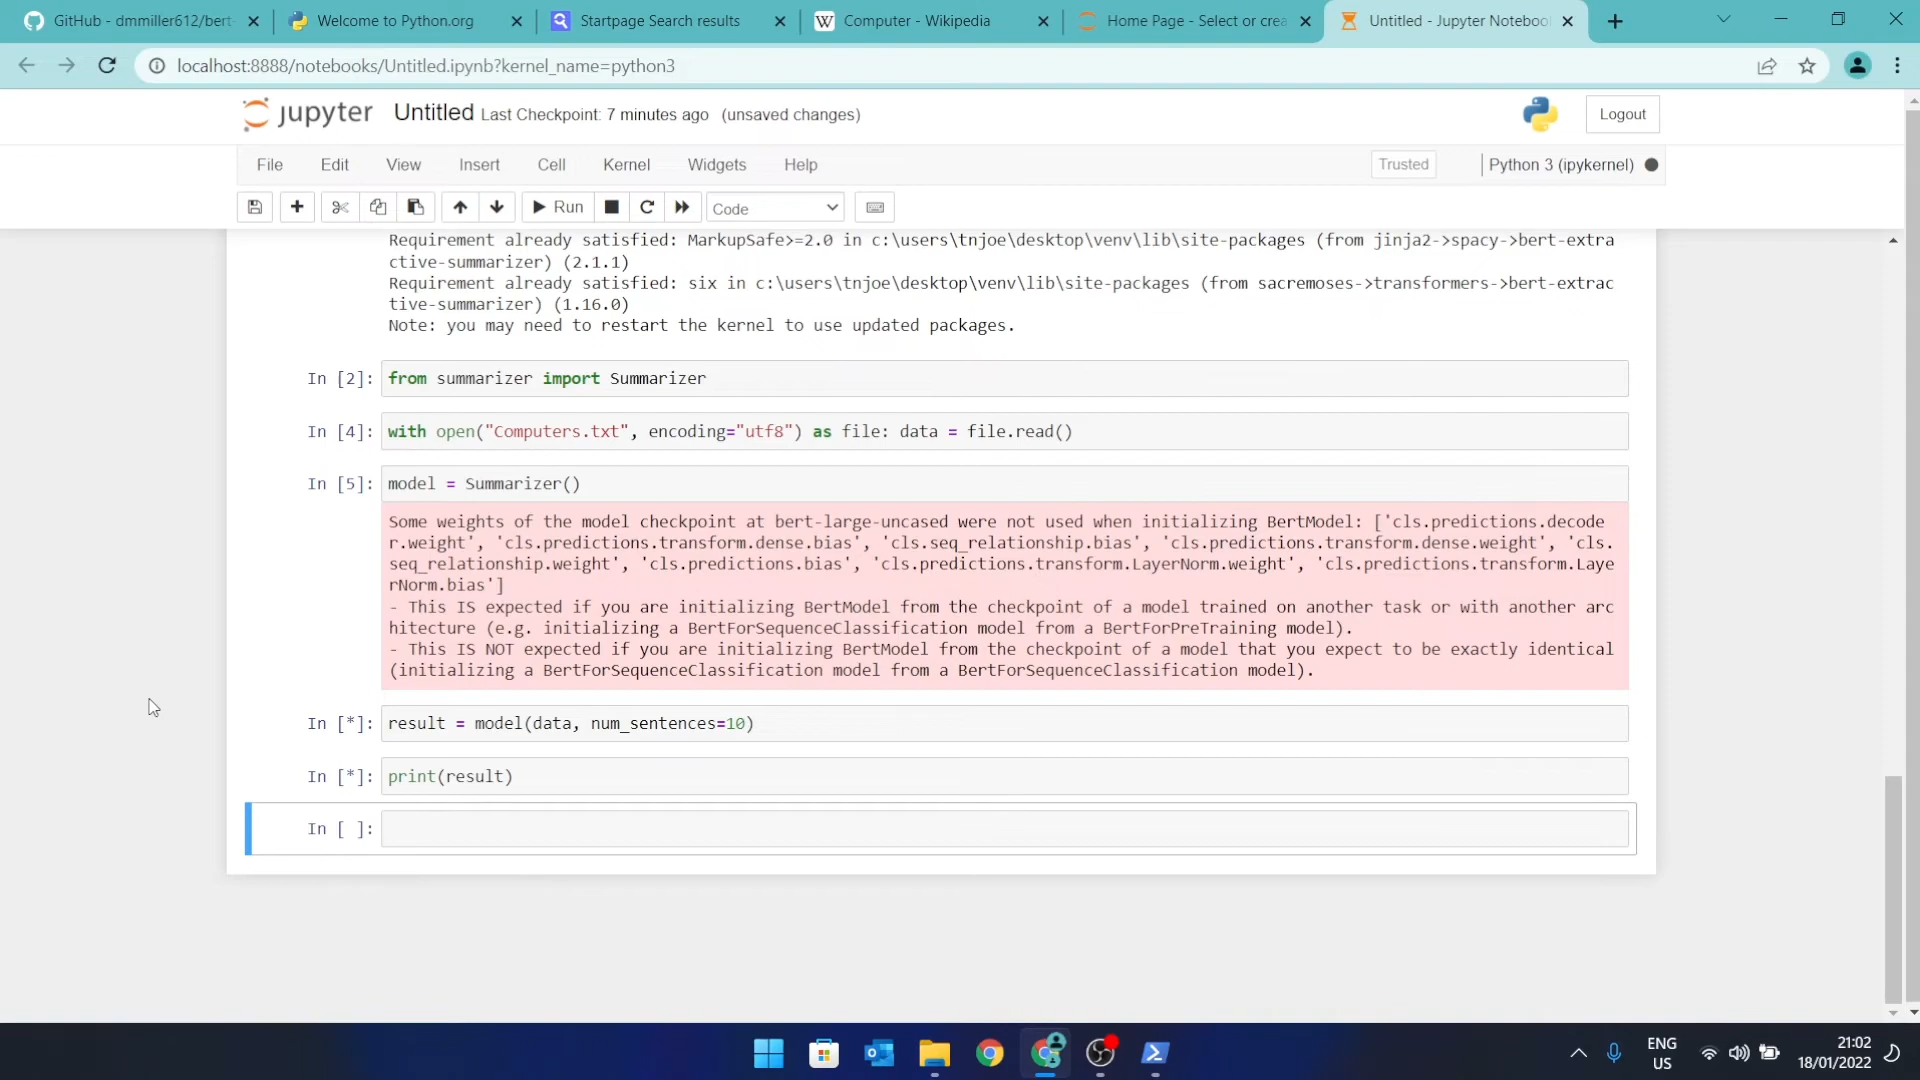 GitHub - dmmiller612/bert-
Welcome to Python.org
Startpage Search results
Computer - Wikipedia
Home Page - Select or crea
Untitled - Jupyter Notebook
localhost:8888/notebooks/Untitled.ipynb?kernel_name=python3
jupyter Untitled Last Checkpoint: 7 minutes ago (unsaved changes)
Logout
File Edit View Insert Cell Kernel Widgets Help
Trusted
Python 3 (ipykernel)
Run
Code
Requirement already satisfied: MarkupSafe>=2.0 in c:\users\tnjoe\desktop\venv\lib\site-packages (from jinja2->spacy->bert-extra
ctive-summarizer) (2.1.1)
Requirement already satisfied: six in c:\users\tnjoe\desktop\venv\lib\site-packages (from sacremoses->transformers->bert-extrac
tive-summarizer) (1.16.0)
Note: you may need to restart the kernel to use updated packages.
In [2]: from summarizer import Summarizer
In [4]: with open("Computers.txt", encoding="utf8") as file: data = file.read()
In [5]: model = Summarizer()
Some weights of the model checkpoint at bert-large-uncased were not used when initializing BertModel: ['cls.predictions.decode
r.weight', 'cls.predictions.transform.dense.bias', 'cls.seq_relationship.bias', 'cls.predictions.transform.dense.weight', 'cls.
seq_relationship.weight', 'cls.predictions.bias', 'cls.predictions.transform.LayerNorm.weight', 'cls.predictions.transform.Laye
rNorm.bias']
- This IS expected if you are initializing BertModel from the checkpoint of a model trained on another task or with another arc
hitecture (e.g. initializing a BertForSequenceClassification model from a BertForPreTraining model).
- This IS NOT expected if you are initializing BertModel from the checkpoint of a model that you expect to be exactly identical
(initializing a BertForSequenceClassification model from a BertForSequenceClassification model).
In [*]: result = model(data, num_sentences=10)
In [*]: print(result)
In [ ]:
ENG
US
21:02
18/01/2022